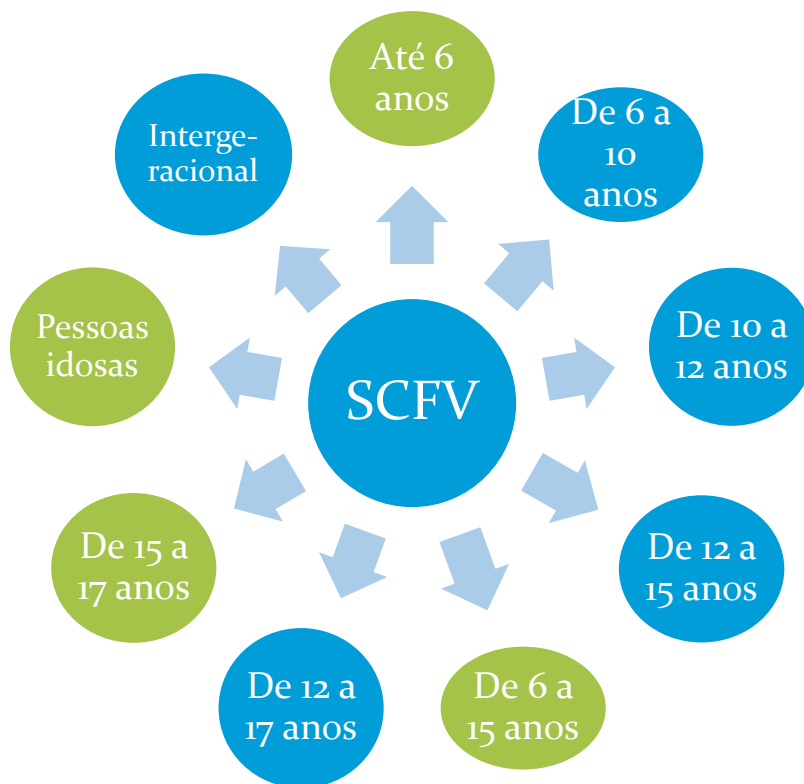 Até 6
anos
De 6 a
10
anos
De 10 a
12 anos
De 12 a
15 anos
De 6 a
15 anos
De 12 a
17 anos
De 15 a
17 anos
Pessoas
idosas
Interge-
racional
SCFV